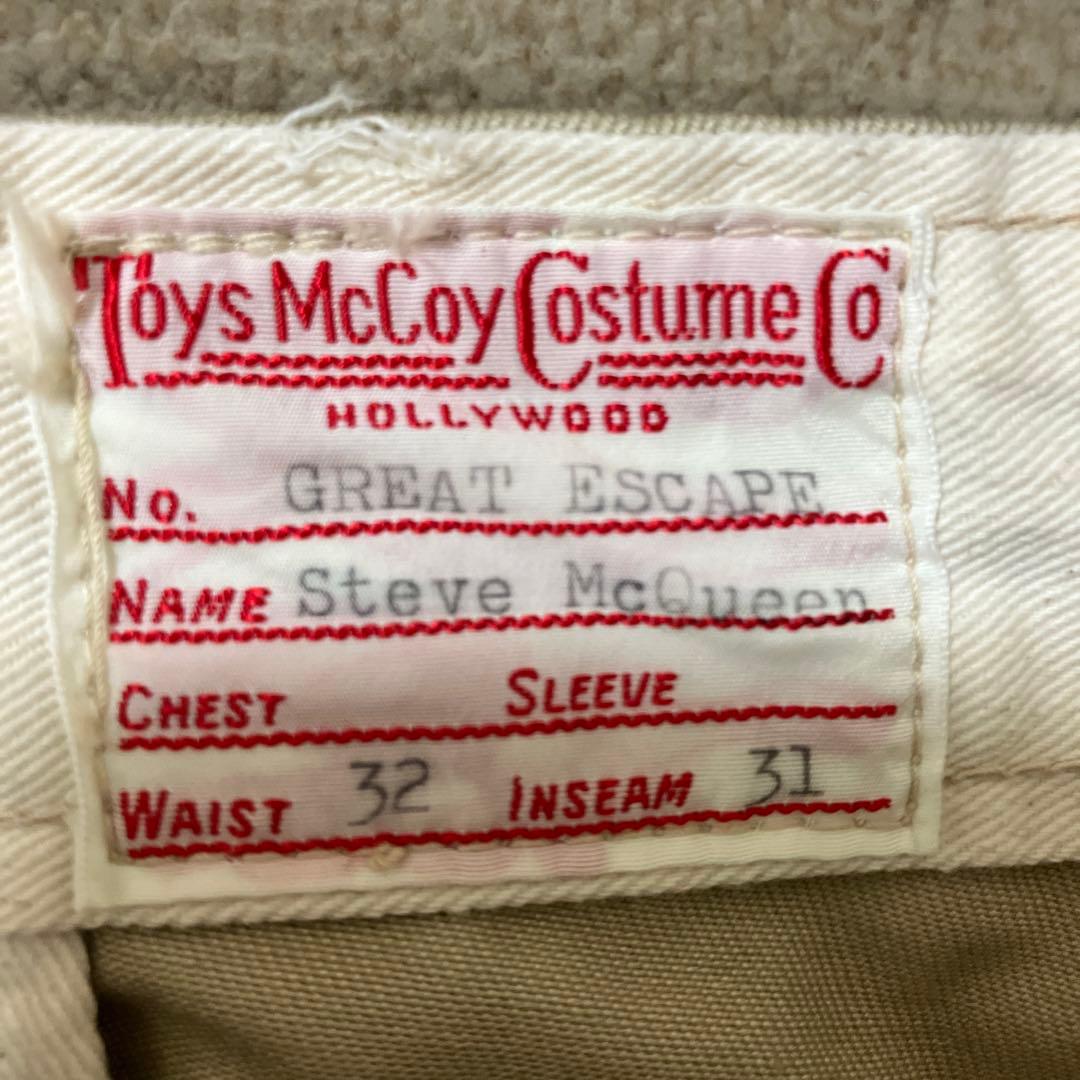 Toys McCoy Costume Co
HOLLYWOOD
No. GREAT ESCAPE
NAME Steve McQueen
CHEST SLEEVE
WAIST 32 INSEAM 31